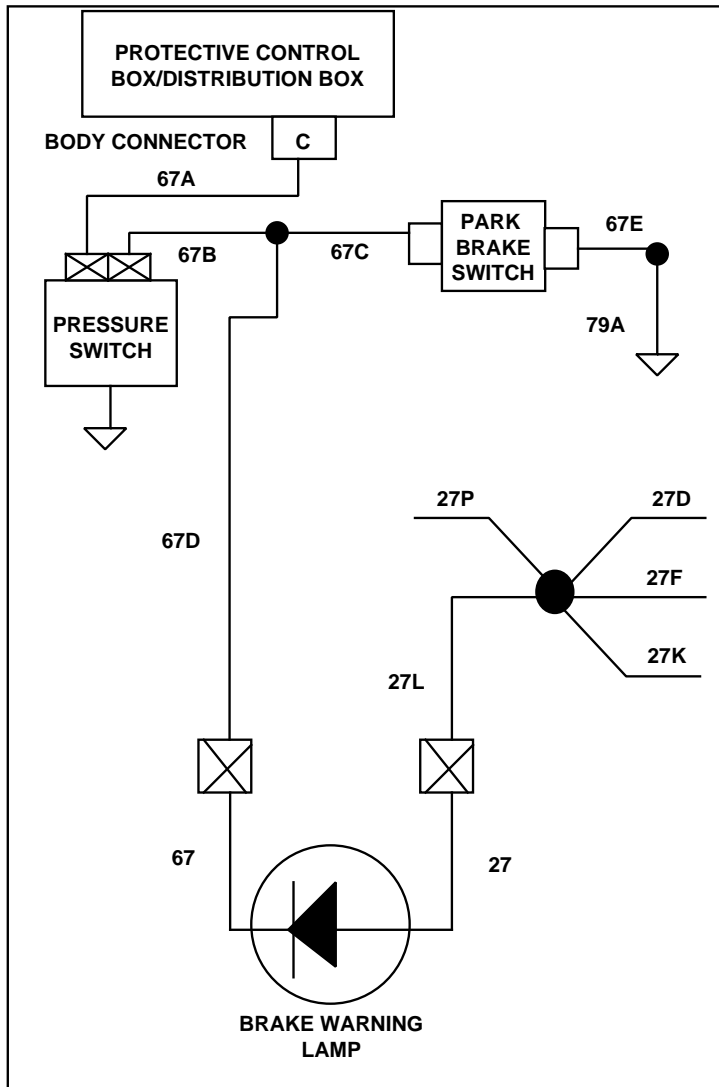 PROTECTIVE CONTROL
BOX/DISTRIBUTION BOX
BODY CONNECTOR
C
67A
67B
67C
PARK
BRAKE
SWITCH
67E
PRESSURE
SWITCH
79A
27P
27D
67D
27F
27K
27L
67
27
BRAKE WARNING
LAMP